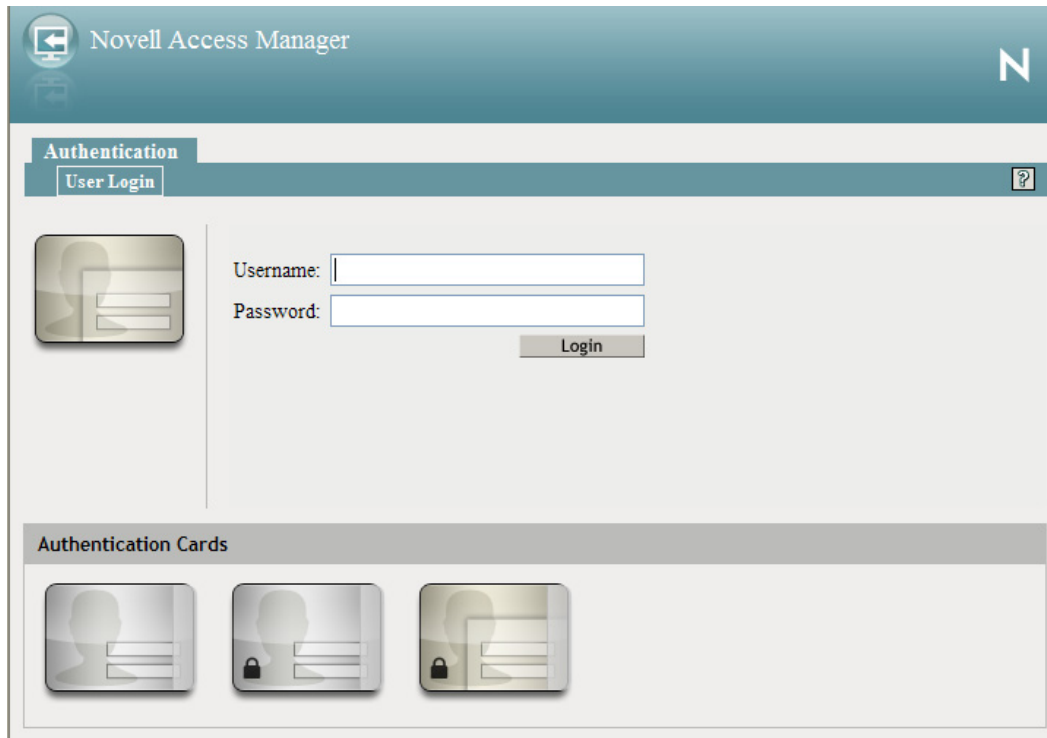 Novell Access Manager
N
Authentication
User Login
?
Username:
Password:
Login
Authentication Cards